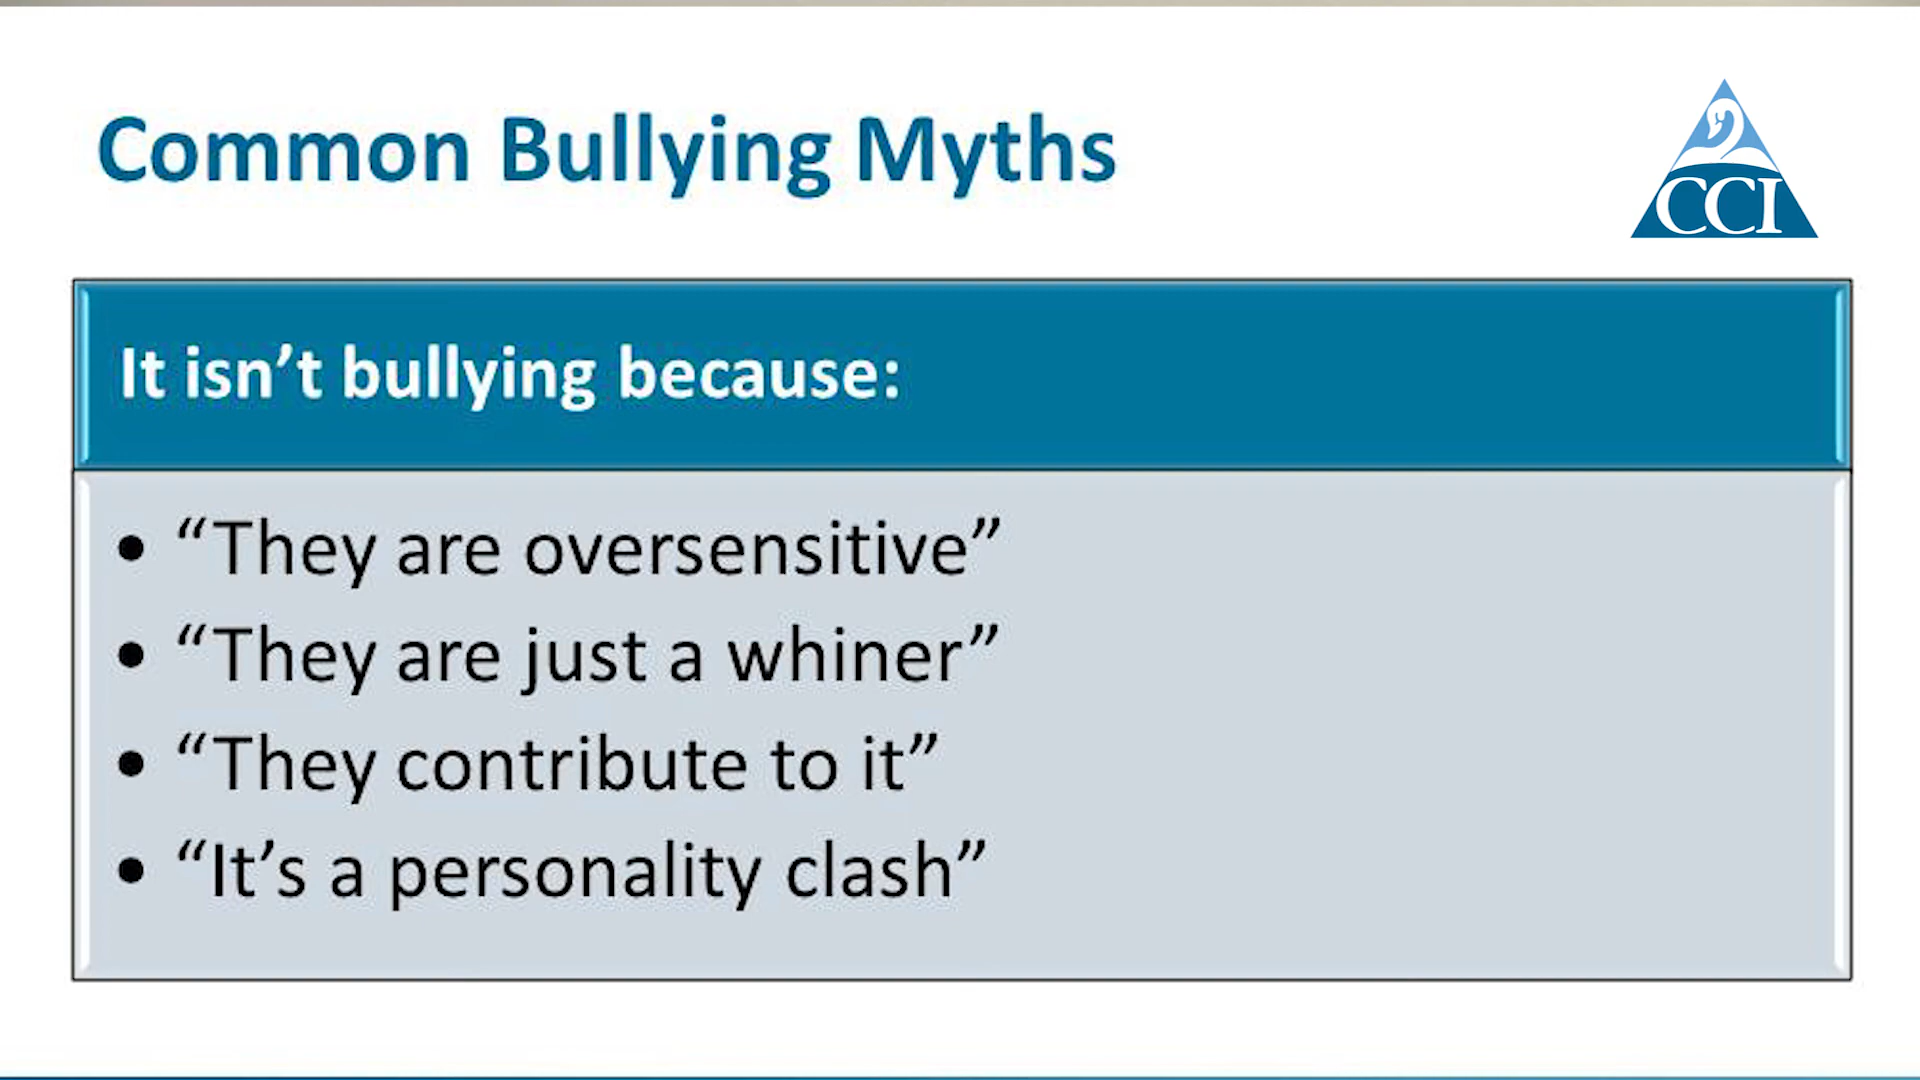 Common Bullying Myths
CCI
It isn’t bullying because:
• “They are oversensitive”
• “They are just a whiner”
• “They contribute to it”
• “It’s a personality clash”